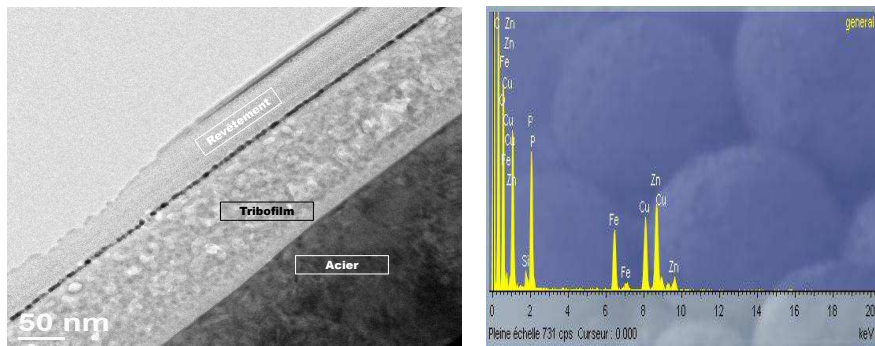 Revêtement
Tribofilm
Acier
50 nm
general
C Zn
Zn
Fe
Cu
O
Cu
P
Cu
P
Fe
Zn
Zn
Cu
Cu
Fe
Si
Fe
Zn
0 2 4 6 8 10 12 14 16 18 20
Pleine échelle 731 cps Curseur : 0.000 keV